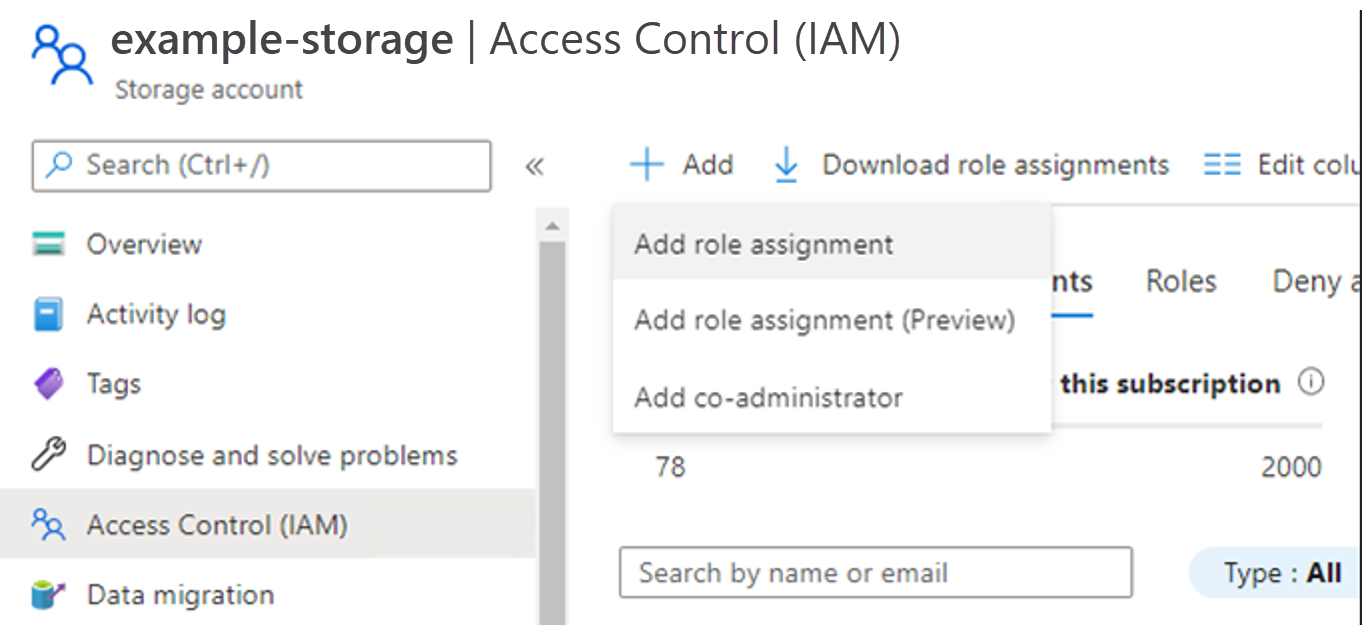 example-storage | Access Control (IAM)
Storage account
Search (Ctrl+/)
«
Overview
Activity log
Tags
Diagnose and solve problems
Access Control (IAM)
Data migration
+ Add
Download role assignments
Edit colu
Add role assignment
Add role assignment (Preview)
Add co-administrator
nts
Roles
Deny a
this subscription
78
2000
Search by name or email
Type : All